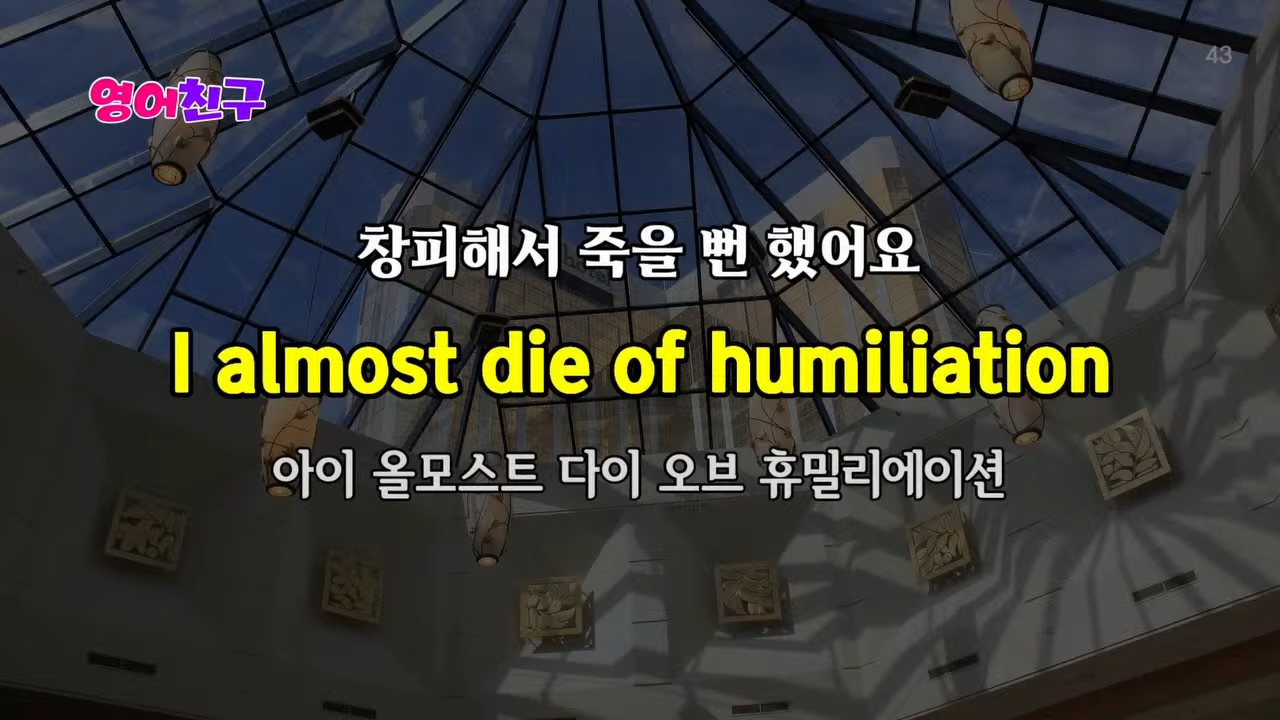 43
영어친구
창피해서 죽을 뻔 했어요
I almost die of humiliation
아이 올모스트 다이 오브 휴밀리에이션